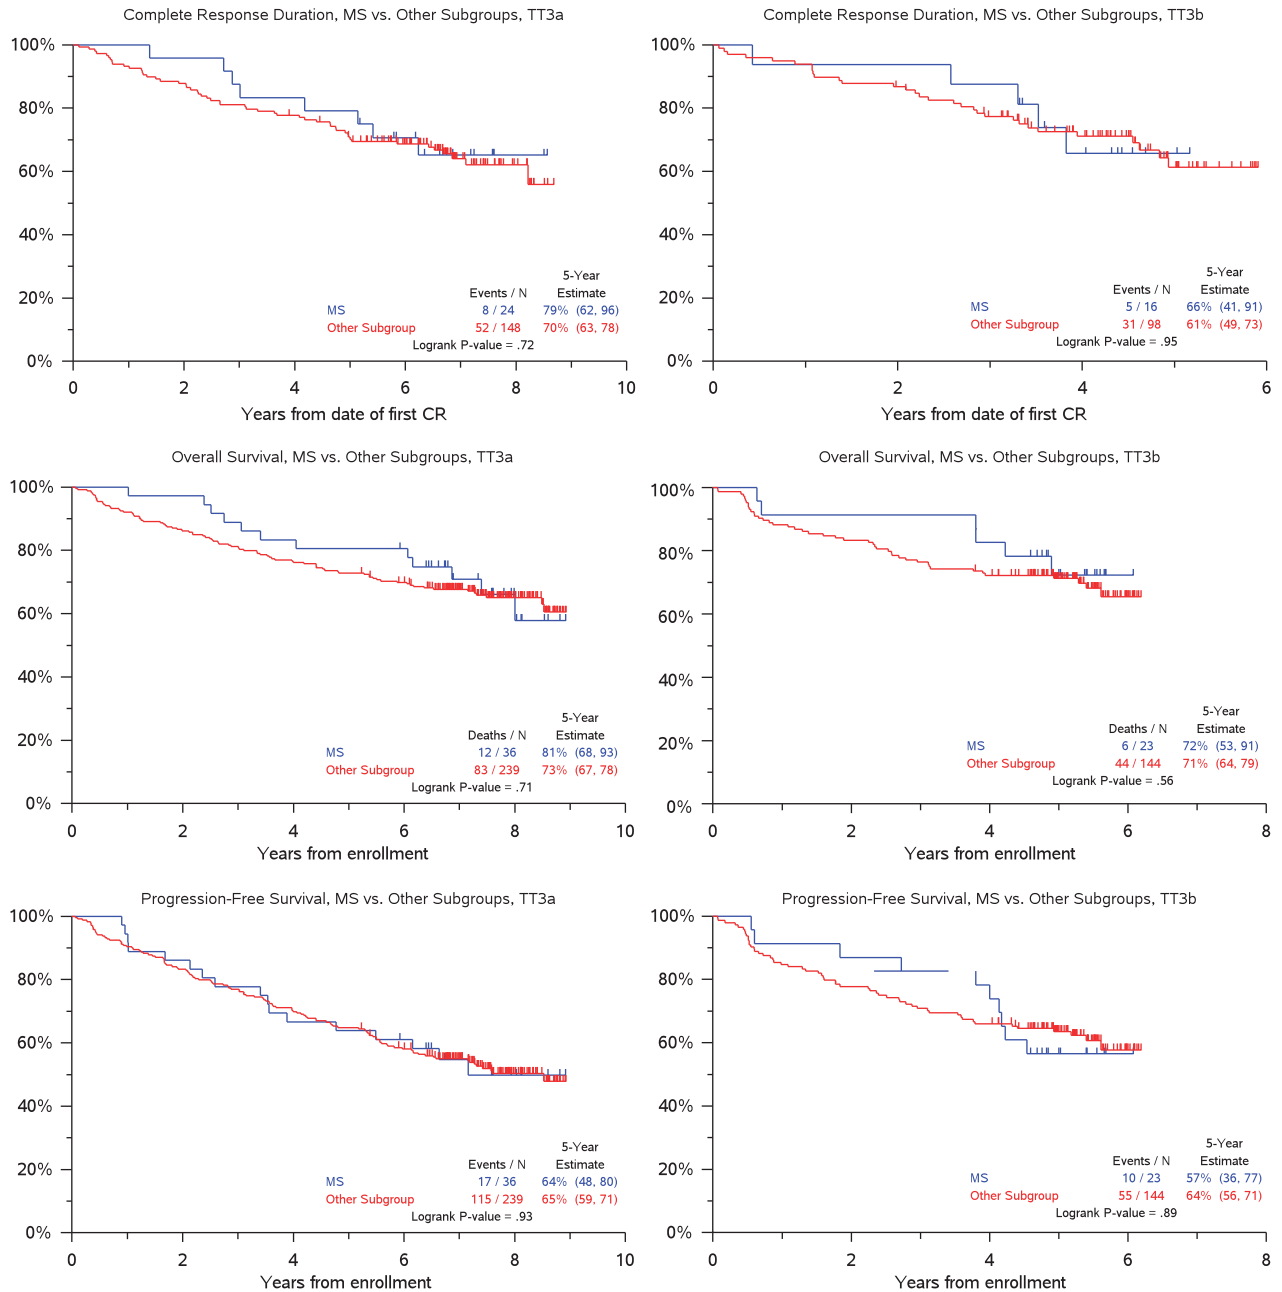 Complete Response Duration, MS vs. Other Subgroups, TT3a
100%
80%
60%
40%
20%
0%
5-Year
Events / N Estimate
MS 8 / 24 79% (62, 96)
Other Subgroup 52 / 148 70% (63, 78)
Logrank P-value = .72
0 2 4 6 8 10
Years from date of first CR
Complete Response Duration, MS vs. Other Subgroups, TT3b
100%
80%
60%
40%
20%
0%
5-Year
Events / N Estimate
MS 5 / 16 66% (41, 91)
Other Subgroup 31 / 98 61% (49, 73)
Logrank P-value = .95
0 2 4 6
Years from date of first CR
Overall Survival, MS vs. Other Subgroups, TT3a
100%
80%
60%
40%
20%
0%
5-Year
Deaths / N Estimate
MS 12 / 36 81% (68, 93)
Other Subgroup 83 / 239 73% (67, 78)
Logrank P-value = .71
0 2 4 6 8 10
Years from enrollment
Overall Survival, MS vs. Other Subgroups, TT3b
100%
80%
60%
40%
20%
0%
5-Year
Deaths / N Estimate
MS 6 / 23 72% (53, 91)
Other Subgroup 44 / 144 71% (64, 79)
Logrank P-value = .56
0 2 4 6 8
Years from enrollment
Progression-Free Survival, MS vs. Other Subgroups, TT3a
100%
80%
60%
40%
20%
0%
5-Year
Events / N Estimate
MS 17 / 36 64% (48, 80)
Other Subgroup 115 / 239 65% (59, 71)
Logrank P-value = .93
0 2 4 6 8 10
Years from enrollment
Progression-Free Survival, MS vs. Other Subgroups, TT3b
100%
80%
60%
40%
20%
0%
5-Year
Events / N Estimate
MS 10 / 23 57% (36, 77)
Other Subgroup 55 / 144 64% (56, 71)
Logrank P-value = .89
0 2 4 6 8
Years from enrollment